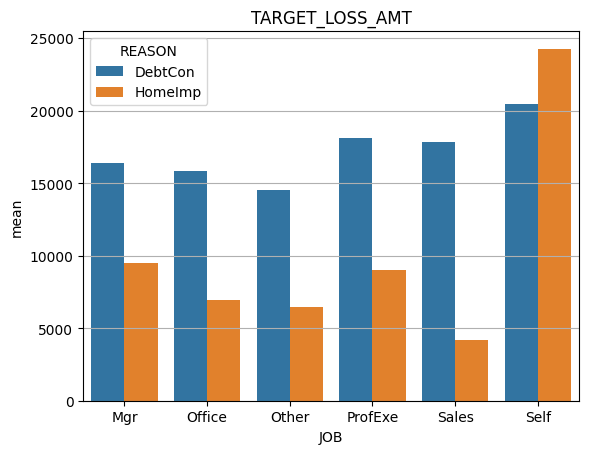 TARGET_LOSS_AMT
25000
20000
15000
10000
5000
0
mean
REASON
DebtCon
HomeImp
Mgr Office Other ProfExe Sales Self
JOB